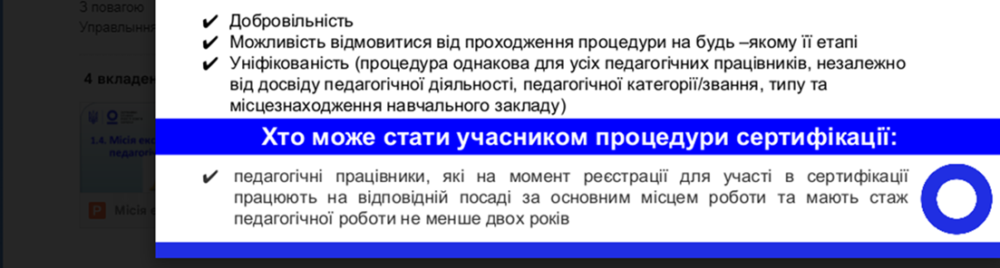 З повагою
Управління
4 вкладен
1.4. Місія екс
педагогі
Місія е
✔ Добровільність
✔ Можливість відмовитися від проходження процедури на будь –якому її етапі
✔ Уніфікованість (процедура однакова для усіх педагогічних працівників, незалежно
від досвіду педагогічної діяльності, педагогічної категорії/звання, типу та
місцезнаходження навчального закладу)
Хто може стати учасником процедури сертифікації:
✔ педагогічні працівники, які на момент реєстрації для участі в сертифікації
працюють на відповідній посаді за основним місцем роботи та мають стаж
педагогічної роботи не менше двох років